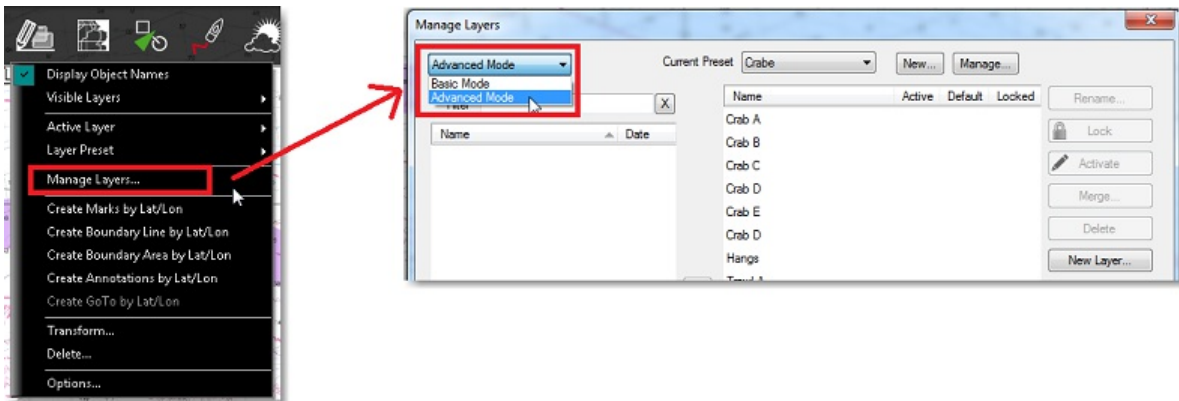 Display Object Names
Visible Layers
Active Layer
Layer Preset
Manage Layers...
Create Marks by Lat/Lon
Create Boundary Line by Lat/Lon
Create Boundary Area by Lat/Lon
Create Annotations by Lat/Lon
Create GoTo by Lat/Lon
Transform...
Delete...
Options...
Manage Layers
Advanced Mode
Current Preset Crabe New... Manage...
Basic Mode
Advanced Mode
Filter X
Name Date
Name Active Default Locked
Crab A
Crab B
Crab C
Crab D
Crab E
Crab D
Hangs
Rename...
Lock
Activate
Merge...
Delete
New Layer...